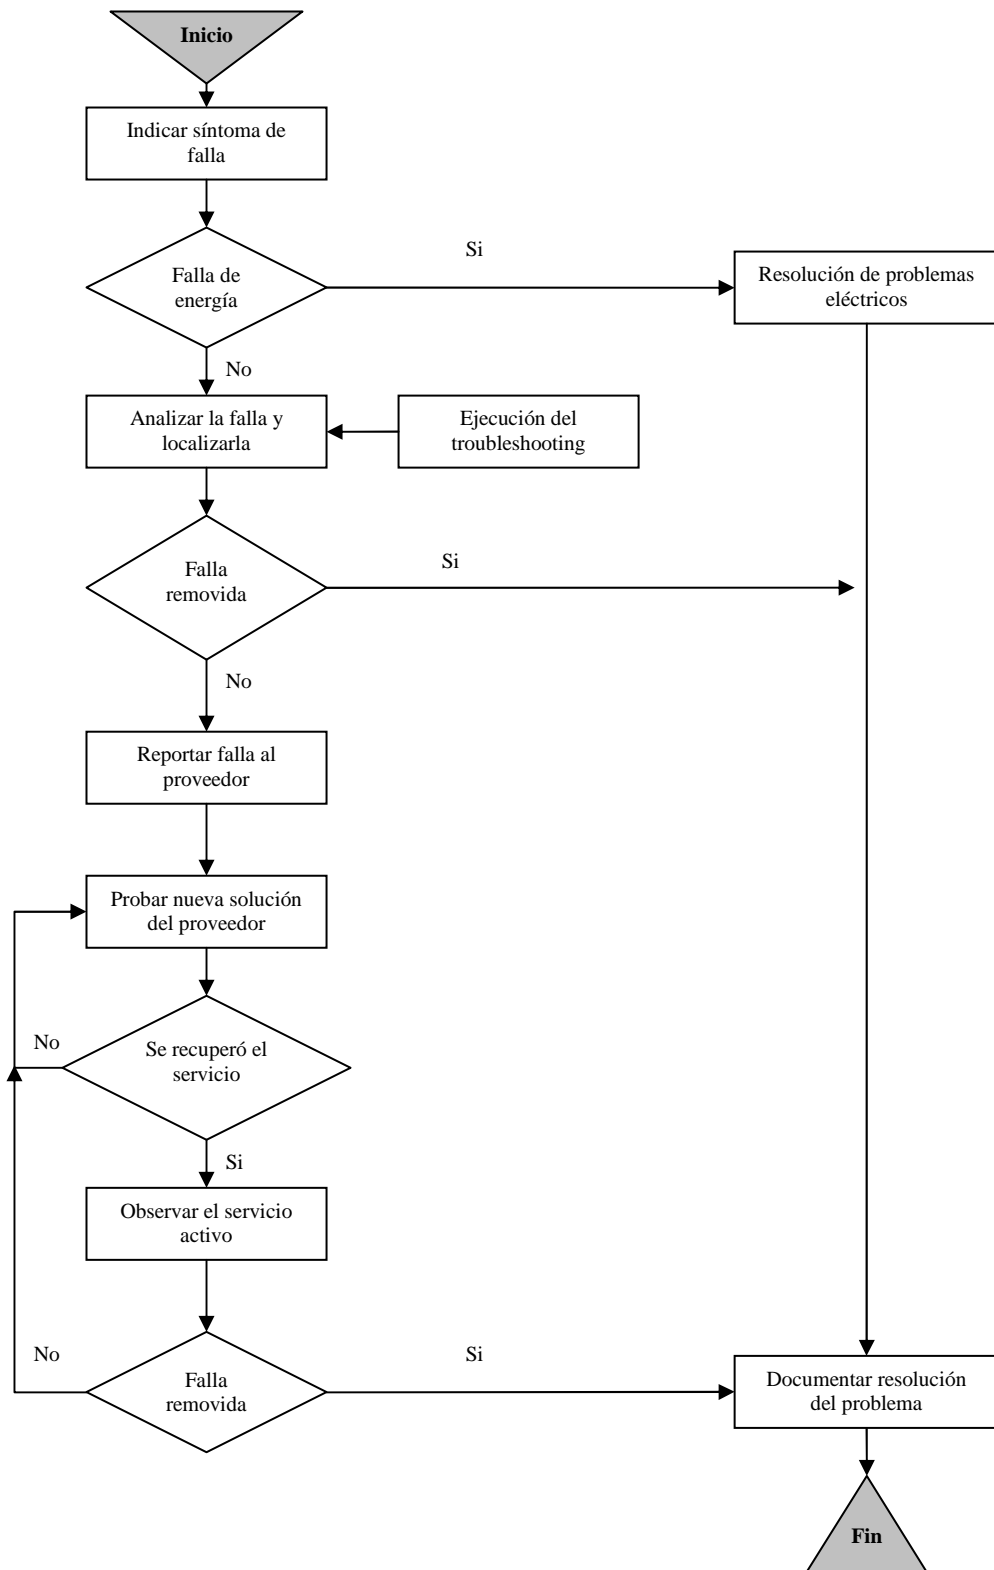 Inicio
Indicar síntoma de
falla
Si
Falla de
energía
Resolución de problemas
eléctricos
No
Analizar la falla y
localizarla
Ejecución del
troubleshooting
Si
Falla
removida
No
Reportar falla al
proveedor
Probar nueva solución
del proveedor
No
Se recuperó el
servicio
Si
Observar el servicio
activo
No
Si
Falla
removida
Documentar resolución
del problema
Fin